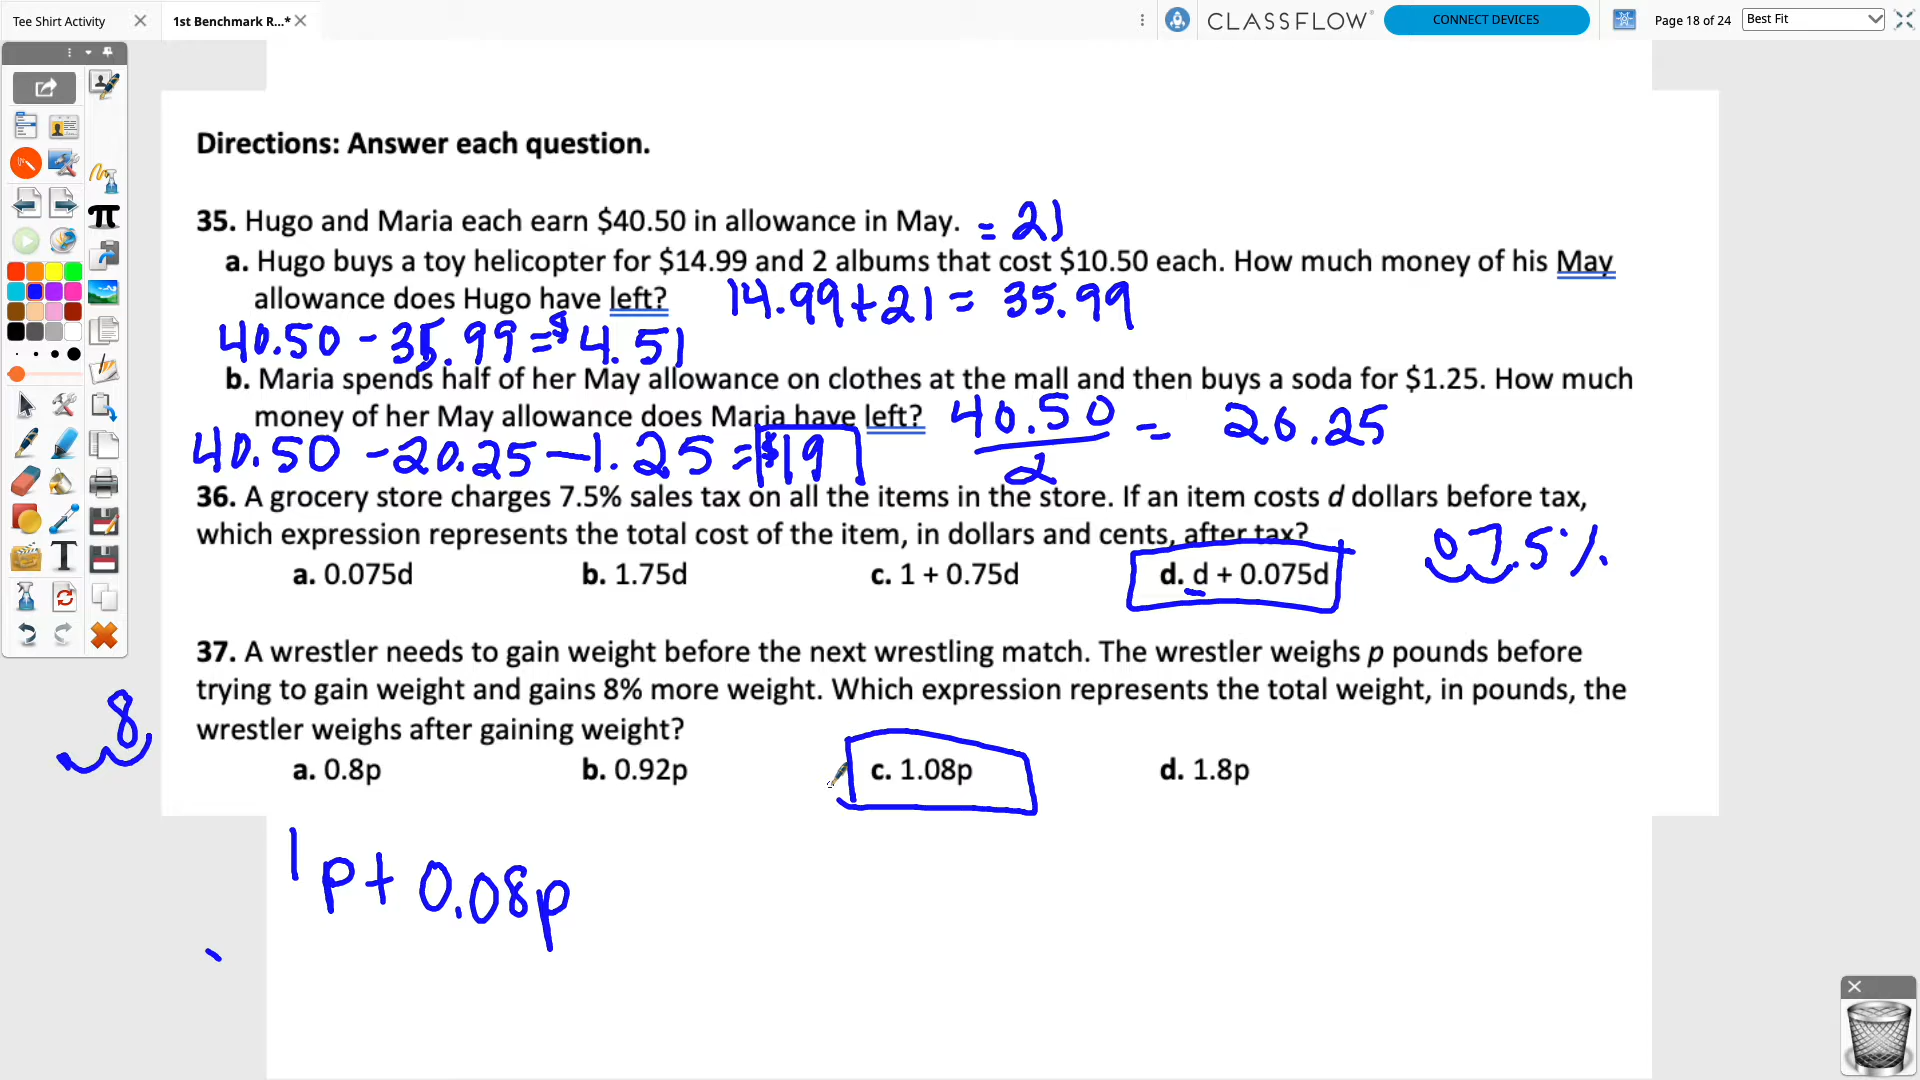 Tee Shirt Activity
1st Benchmark R...*
CLASSFLOW
CONNECT DEVICES
Page 18 of 24
Best Fit
Directions: Answer each question.
35. Hugo and Maria each earn $40.50 in allowance in May. = 21
a. Hugo buys a toy helicopter for $14.99 and 2 albums that cost $10.50 each. How much money of his May
allowance does Hugo have left? 14.99+21 = 35.99
40.50 - 35.99 = $4.51
b. Maria spends half of her May allowance on clothes at the mall and then buys a soda for $1.25. How much
money of her May allowance does Maria have left? 40.50/2 = 20.25
40.50 - 20.25 - 1.25 = $19
36. A grocery store charges 7.5% sales tax on all the items in the store. If an item costs d dollars before tax,
which expression represents the total cost of the item, in dollars and cents, after tax? 07.5%
a. 0.075d b. 1.75d c. 1 + 0.75d d. d + 0.075d
37. A wrestler needs to gain weight before the next wrestling match. The wrestler weighs p pounds before
trying to gain weight and gains 8% more weight. Which expression represents the total weight, in pounds, the
8
wrestler weighs after gaining weight?
a. 0.8p b. 0.92p c. 1.08p d. 1.8p
1p + 0.08p